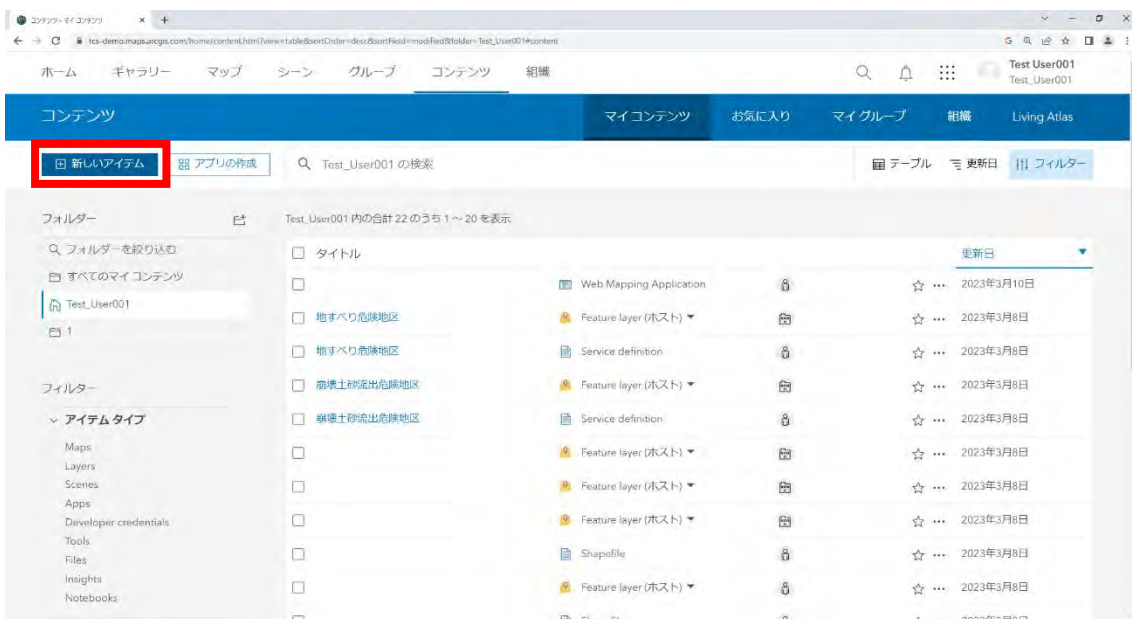 コンテンツ - マイ コンテンツ
tcs-demo.maps.arcgis.com/home/content.html?view=table&sortOrder=desc&sortField=modified&folder=Test_User001#content
ホーム ギャラリー マップ シーン グループ コンテンツ 組織 Test User001
Test_User001
コンテンツ マイ コンテンツ お気に入り マイ グループ 組織 Living Atlas
新しいアイテム アプリの作成 Test_User001 の検索 テーブル 更新日 フィルター
フォルダー Test_User001 内の合計 22 のうち 1 ～ 20 を表示
フォルダーを絞り込む タイトル 更新日
すべてのマイ コンテンツ Web Mapping Application 2023年3月10日
Test_User001 地すべり危険地区 Feature layer (ホスト) 2023年3月8日
1 地すべり危険地区 Service definition 2023年3月8日
フィルター 崩壊土砂流出危険地区 Feature layer (ホスト) 2023年3月8日
アイテム タイプ 崩壊土砂流出危険地区 Service definition 2023年3月8日
Maps Feature layer (ホスト) 2023年3月8日
Layers
Scenes Feature layer (ホスト) 2023年3月8日
Apps
Developer credentials Feature layer (ホスト) 2023年3月8日
Tools
Files Shapefile 2023年3月8日
Insights
Notebooks Feature layer (ホスト) 2023年3月8日